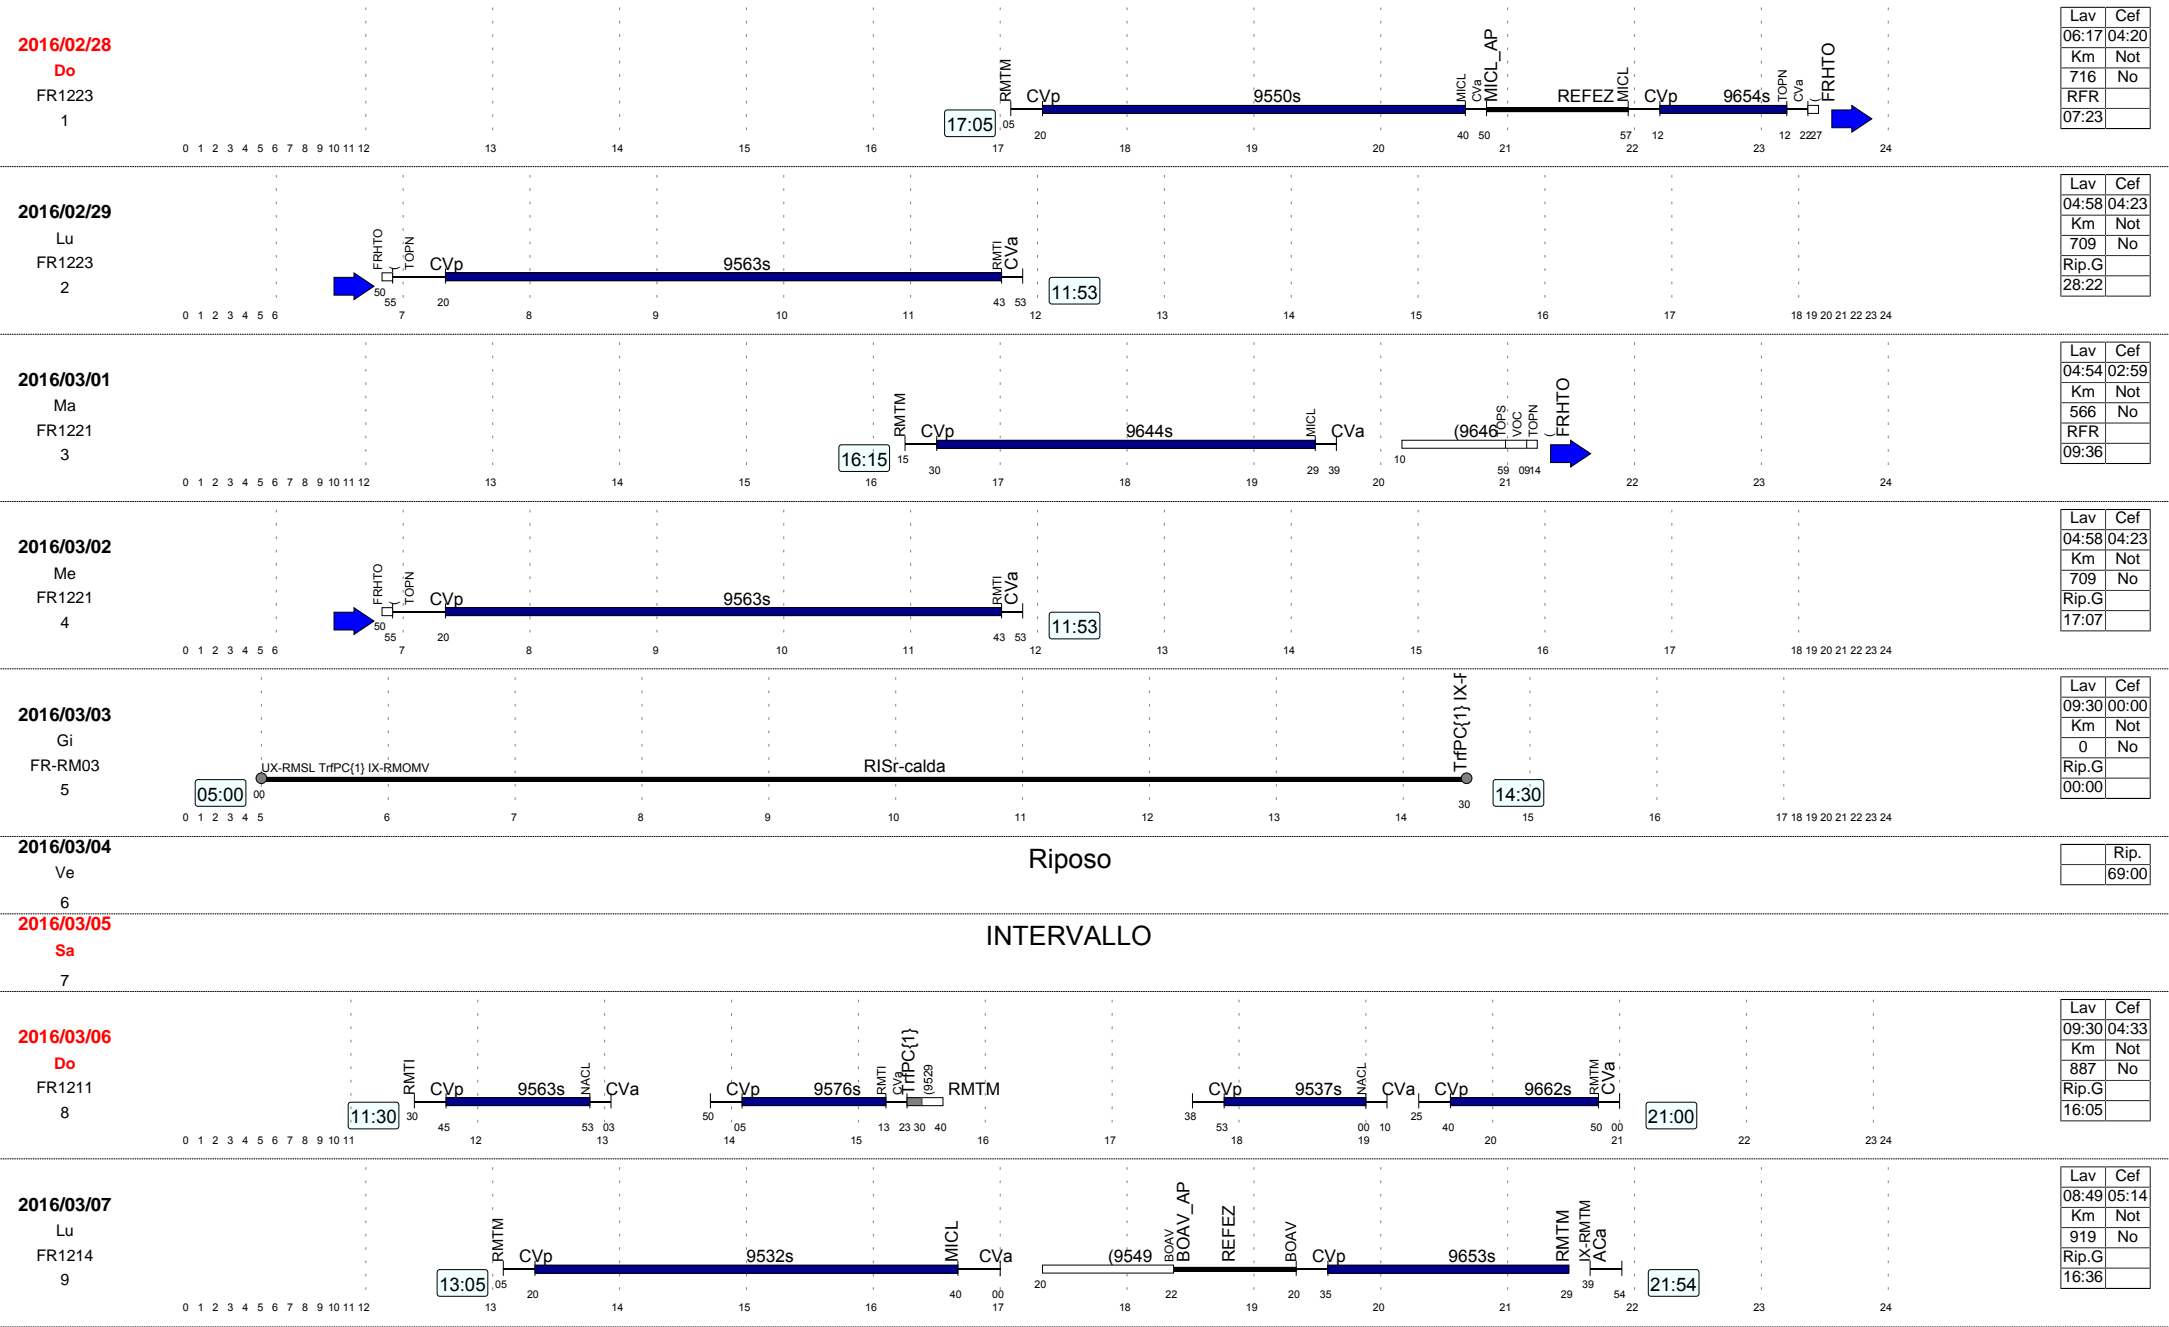 2016/02/28
Do
FR1223
1
17:05
RMTM
CVp
9550s
MICL
CVa
MICL_AP
REFEZ
MICL
CVp
9654s
TOPN
CVa
(
FRHTO
05 20 40 50 57 12 12 22 27
0 1 2 3 4 5 6 7 8 9 10 11 12 13 14 15 16 17 18 19 20 21 22 23 24
Lav Cef
06:17 04:20
Km Not
716 No
RFR
07:23
2016/02/29
Lu
FR1223
2
FRHTO
(
TOPN
CVp
9563s
RMTI
CVa
11:53
50 55 20 43 53
0 1 2 3 4 5 6 7 8 9 10 11 12 13 14 15 16 17 18 19 20 21 22 23 24
Lav Cef
04:58 04:23
Km Not
709 No
Rip.G
28:22
2016/03/01
Ma
FR1221
3
16:15
RMTM
CVp
9644s
MICL
CVa
(9646
TOPS
VOC
TOPN
(
FRHTO
15 30 29 39 10 59 09 14
0 1 2 3 4 5 6 7 8 9 10 11 12 13 14 15 16 17 18 19 20 21 22 23 24
Lav Cef
04:54 02:59
Km Not
566 No
RFR
09:36
2016/03/02
Me
FR1221
4
FRHTO
(
TOPN
CVp
9563s
RMTI
CVa
11:53
50 55 20 43 53
0 1 2 3 4 5 6 7 8 9 10 11 12 13 14 15 16 17 18 19 20 21 22 23 24
Lav Cef
04:58 04:23
Km Not
709 No
Rip.G
17:07
2016/03/03
Gi
FR-RM03
5
05:00
UX-RMSL TrfPC{1} IX-RMOMV
RISr-calda
TrfPC{1} IX-F
14:30
00 30
0 1 2 3 4 5 6 7 8 9 10 11 12 13 14 15 16 17 18 19 20 21 22 23 24
Lav Cef
09:30 00:00
Km Not
0 No
Rip.G
00:00
2016/03/04
Ve
6
Riposo
Rip.
69:00
2016/03/05
Sa
7
INTERVALLO
2016/03/06
Do
FR1211
8
11:30
RMTI
CVp
9563s
NACL
CVa
CVp
9576s
RMTI
CVa
TrfPC{1}
(9529
RMTM
CVp
9537s
NACL
CVa
CVp
9662s
RMTM
CVa
21:00
30 45 53 03 50 05 13 23 30 40 38 53 00 10 25 40 50 00
0 1 2 3 4 5 6 7 8 9 10 11 12 13 14 15 16 17 18 19 20 21 22 23 24
Lav Cef
09:30 04:33
Km Not
887 No
Rip.G
16:05
2016/03/07
Lu
FR1214
9
13:05
RMTM
CVp
9532s
MICL
CVa
(9549
BOAV
BOAV_AP
REFEZ
BOAV
CVp
9653s
RMTM
IX-RMTM
ACa
21:54
05 20 40 00 20 22 20 35 29 39 54
0 1 2 3 4 5 6 7 8 9 10 11 12 13 14 15 16 17 18 19 20 21 22 23 24
Lav Cef
08:49 05:14
Km Not
919 No
Rip.G
16:36